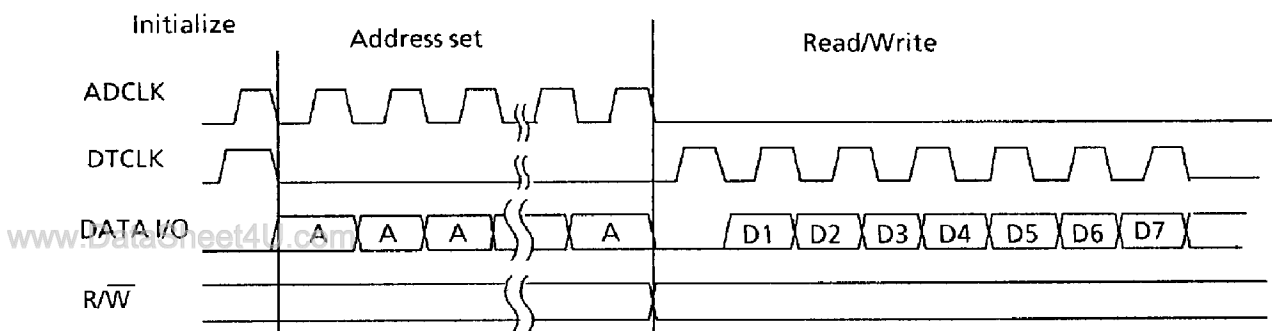 Initialize
Address set
Read/Write
ADCLK
DTCLK
DATA I/O
A A A A
D1 D2 D3 D4 D5 D6 D7
www.DataSheet4U.com
R/W̅